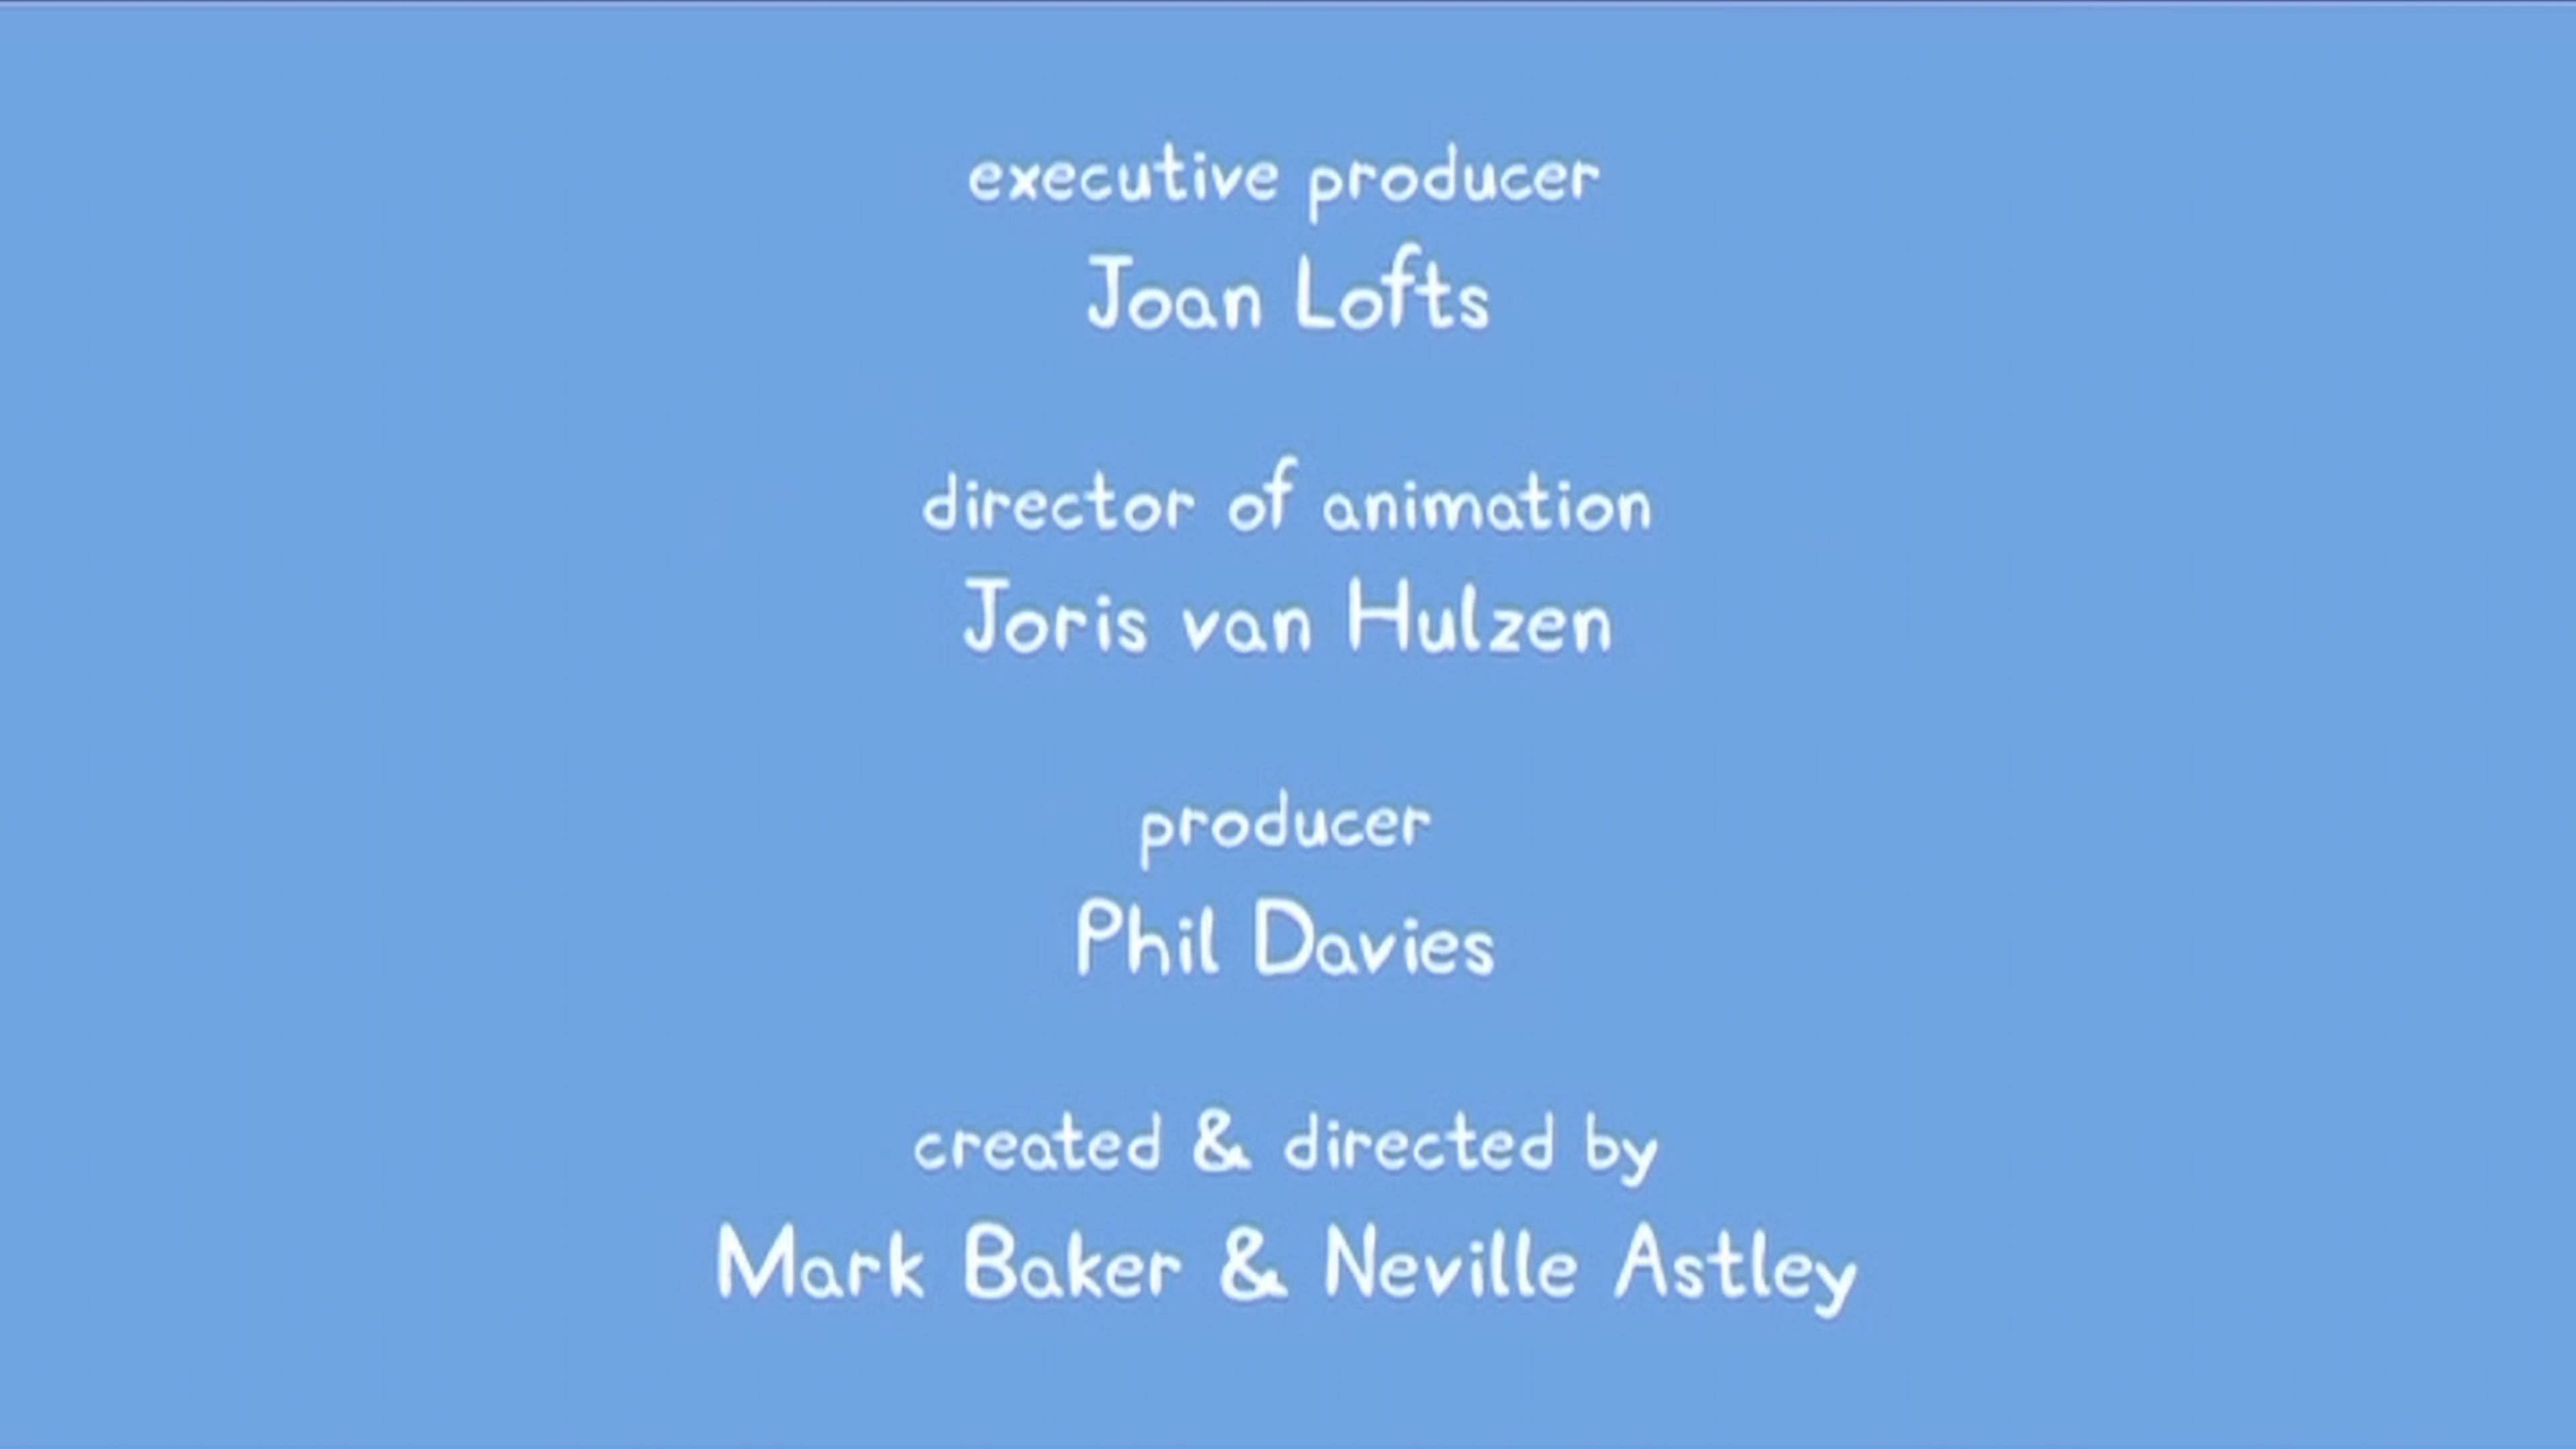 executive producer
Joan Lofts
director of animation
Joris van Hulzen
producer
Phil Davies
created & directed by
Mark Baker & Neville Astley